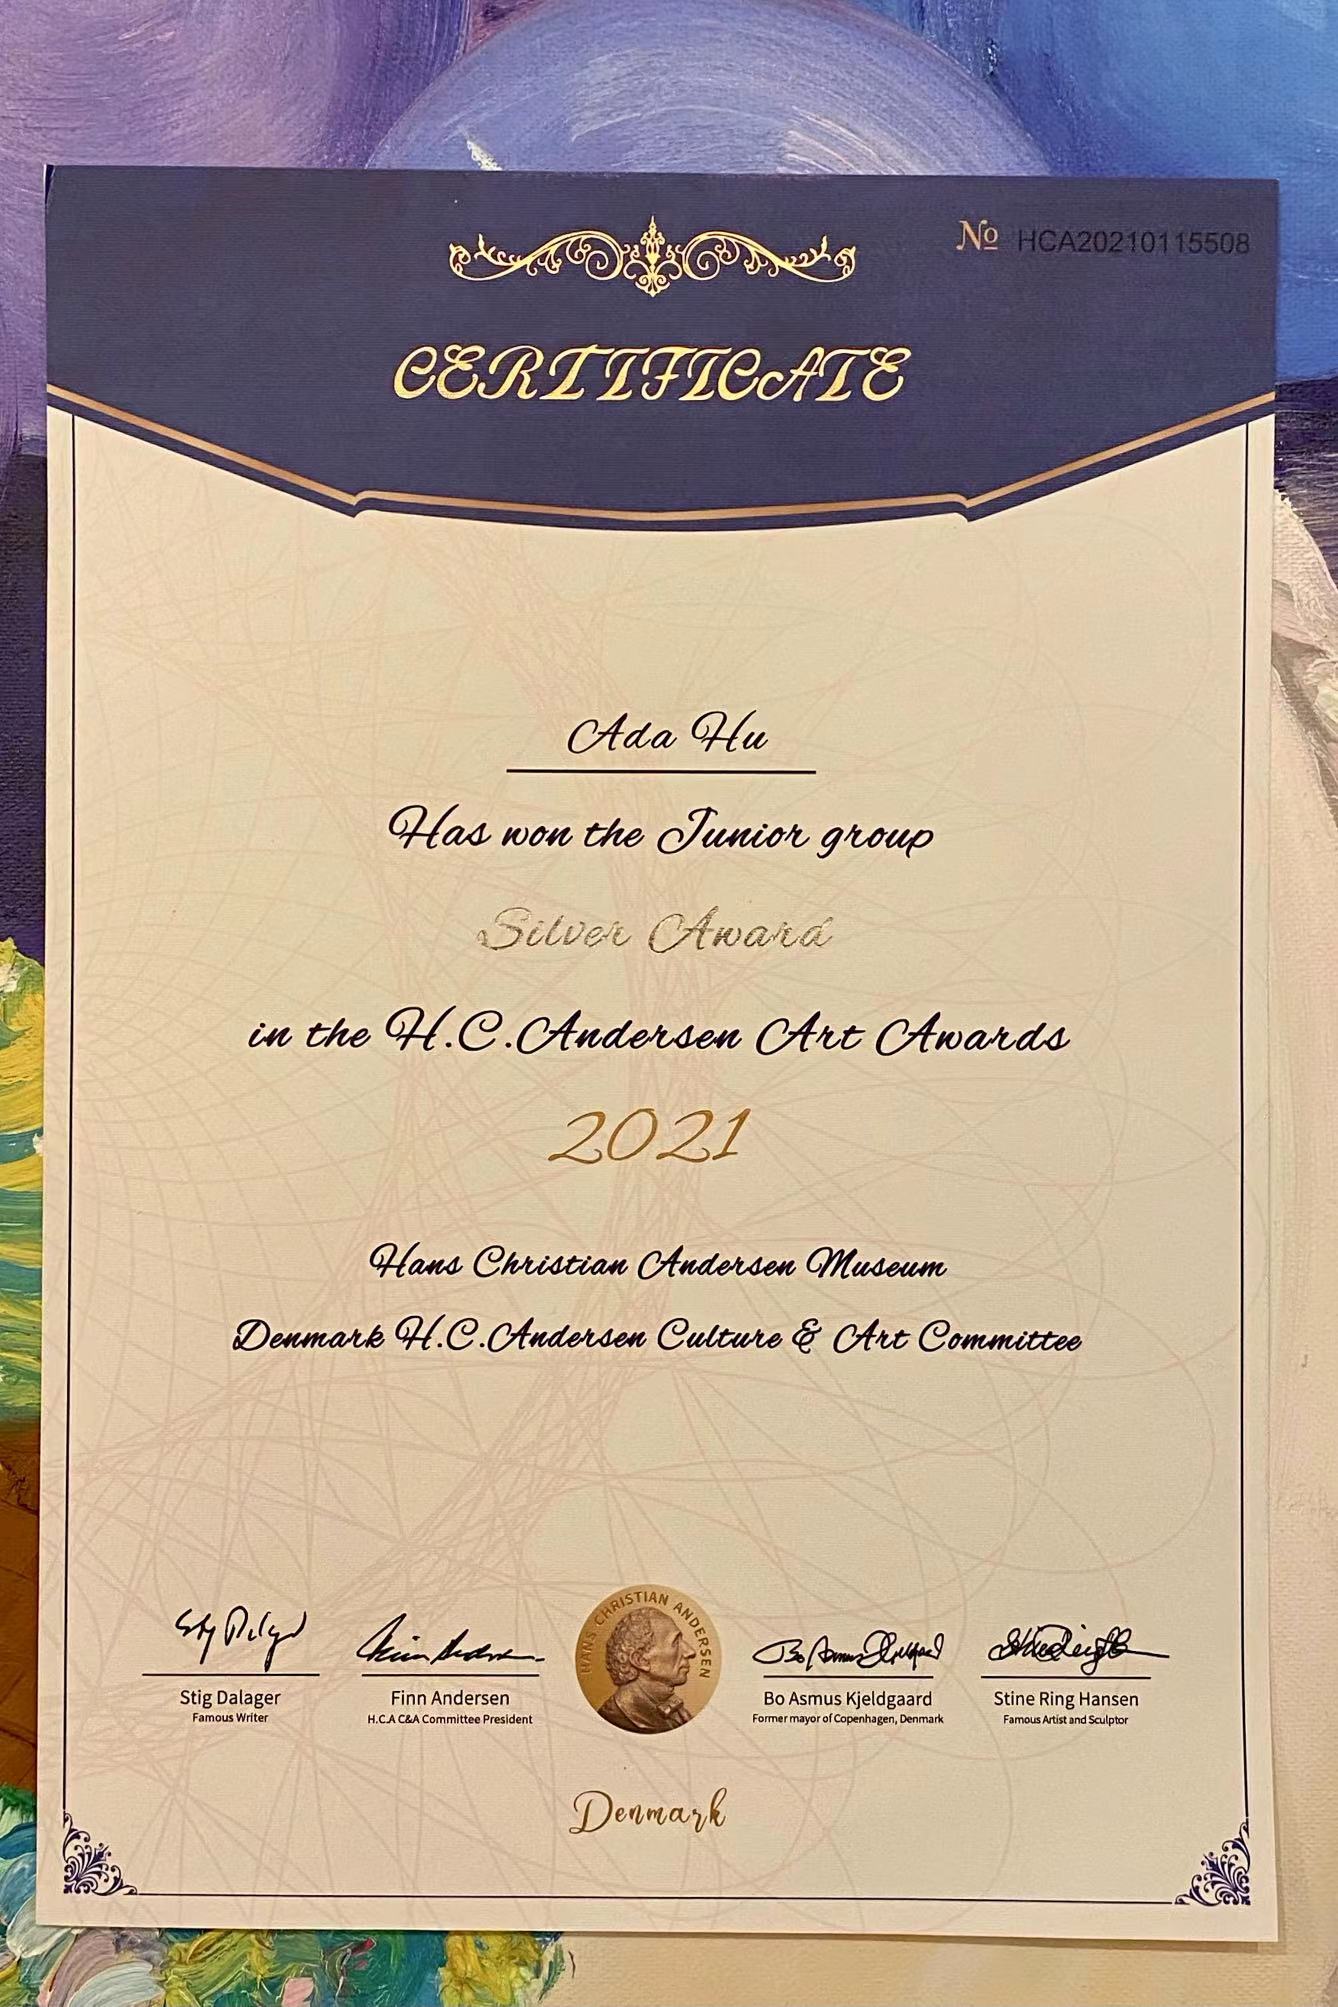 № HCA20210115508
CERTIFICATE
Ada Hu
Has won the Junior group
Silver Award
in the H.C.Andersen Art Awards
2021
Hans Christian Andersen Museum
Denmark H.C.Andersen Culture & Art Committee
HANS CHRISTIAN ANDERSEN
Stig Dalager
Famous Writer
Finn Andersen
H.C.A C&A Committee President
Bo Asmus Kjeldgaard
Former mayor of Copenhagen, Denmark
Stine Ring Hansen
Famous Artist and Sculptor
Denmark